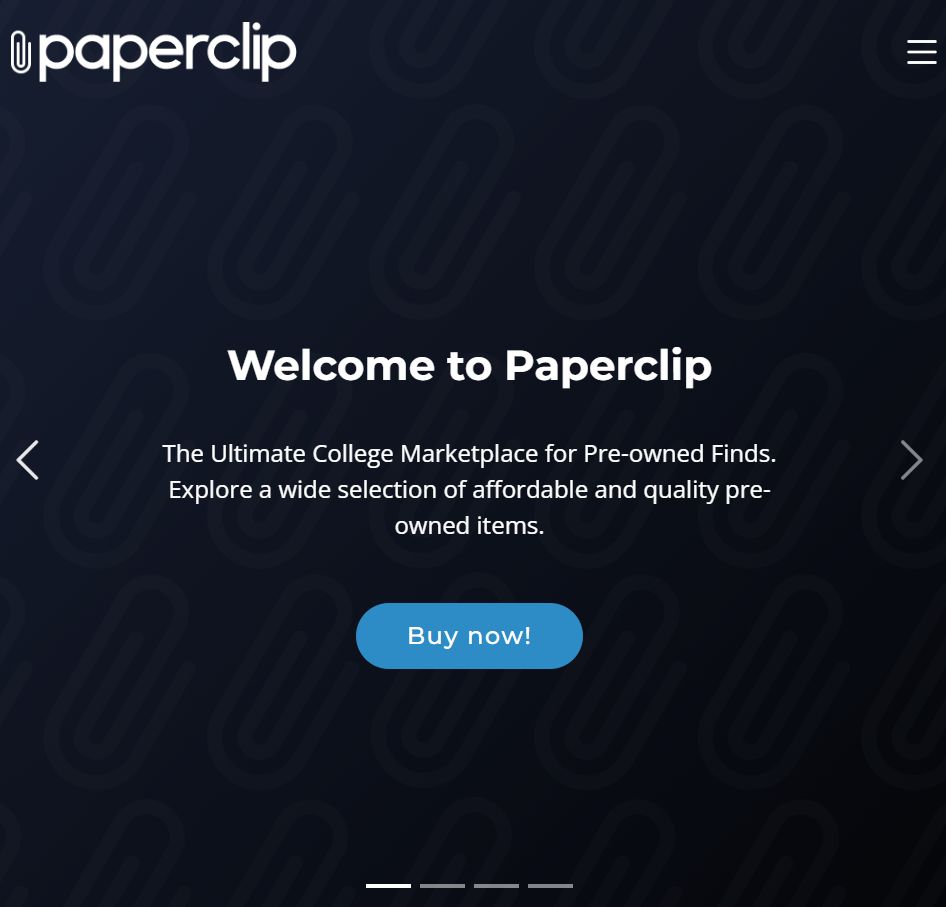 paperclip
Welcome to Paperclip
The Ultimate College Marketplace for Pre-owned Finds.
Explore a wide selection of affordable and quality pre-
owned items.
Buy now!